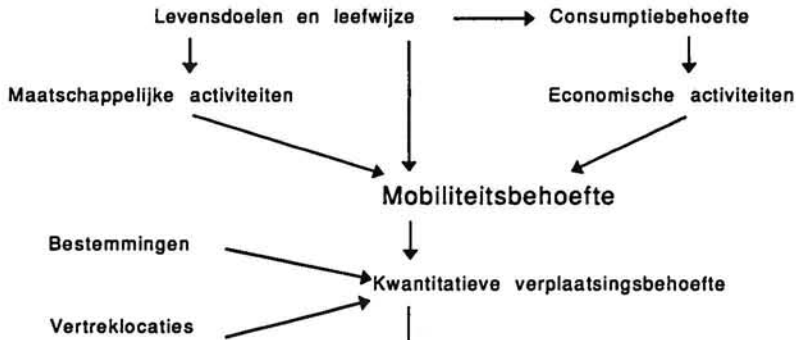 Levensdoelen en leefwijze Consumptiebehoefte
Maatschappelijke activiteiten Economische activiteiten
Mobiliteitsbehoefte
Bestemmingen
Kwantitatieve verplaatsingsbehoefte
Vertreklocaties